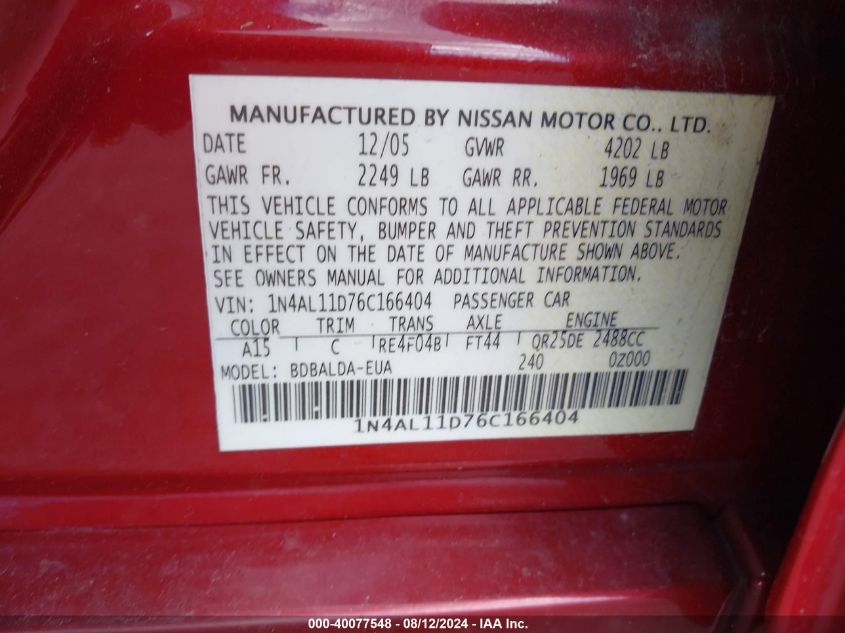 MANUFACTURED BY NISSAN MOTOR CO., LTD.
DATE 12/05 GVWR 4202 LB
GAWR FR. 2249 LB GAWR RR. 1969 LB
THIS VEHICLE CONFORMS TO ALL APPLICABLE FEDERAL MOTOR
VEHICLE SAFETY, BUMPER AND THEFT PREVENTION STANDARDS
IN EFFECT ON THE DATE OF MANUFACTURE SHOWN ABOVE.
SEE OWNERS MANUAL FOR ADDITIONAL INFORMATION.
VIN: 1N4AL11D76C166404 PASSENGER CAR
COLOR TRIM TRANS AXLE ENGINE
A15 C RE4F04B FT44 QR25DE 2488CC
MODEL: BDBALDA-EUA 240 0Z000
1N4AL11D76C166404
000-40077548 - 08/12/2024 - IAA Inc.